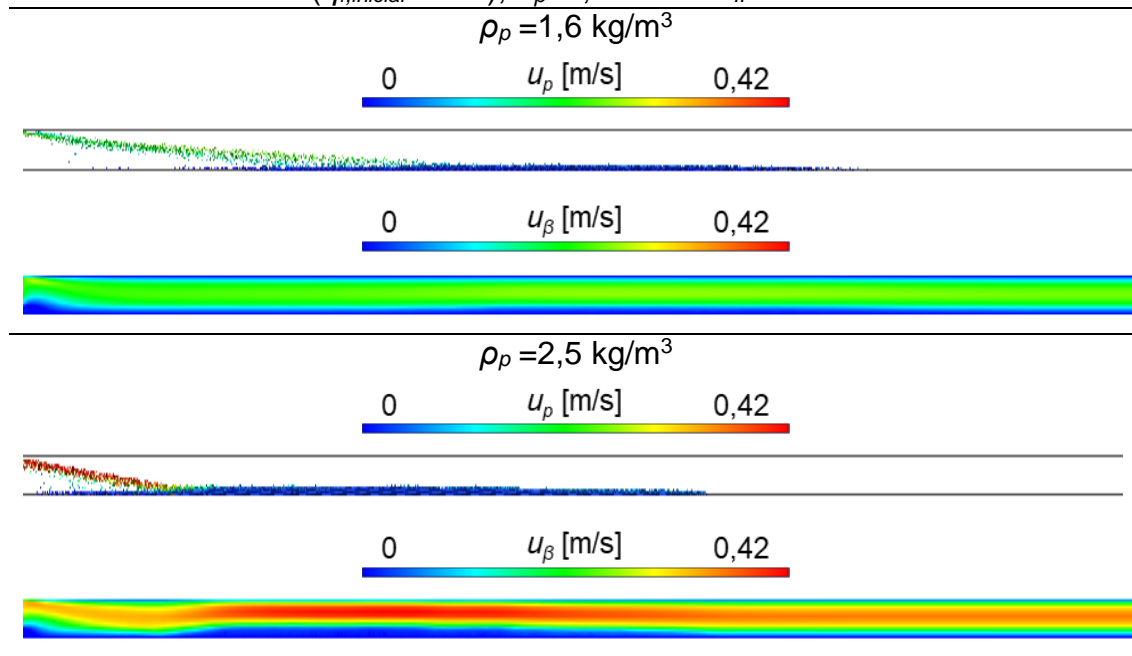 ρp =1,6 kg/m³
0 up [m/s] 0,42
0 uβ [m/s] 0,42
ρp =2,5 kg/m³
0 up [m/s] 0,42
0 uβ [m/s] 0,42